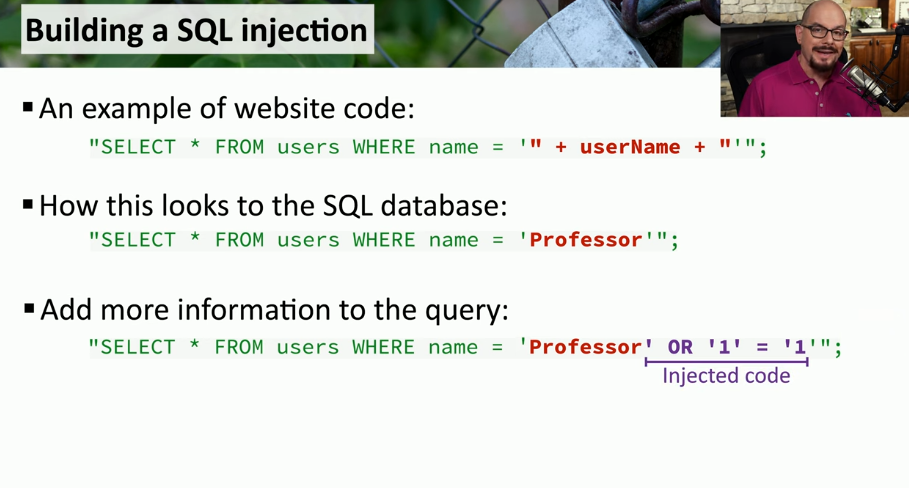 Building a SQL injection
▪ An example of website code:
"SELECT * FROM users WHERE name = '" + userName + "'";
▪ How this looks to the SQL database:
"SELECT * FROM users WHERE name = 'Professor'";
▪ Add more information to the query:
"SELECT * FROM users WHERE name = 'Professor' OR '1' = '1'";
Injected code